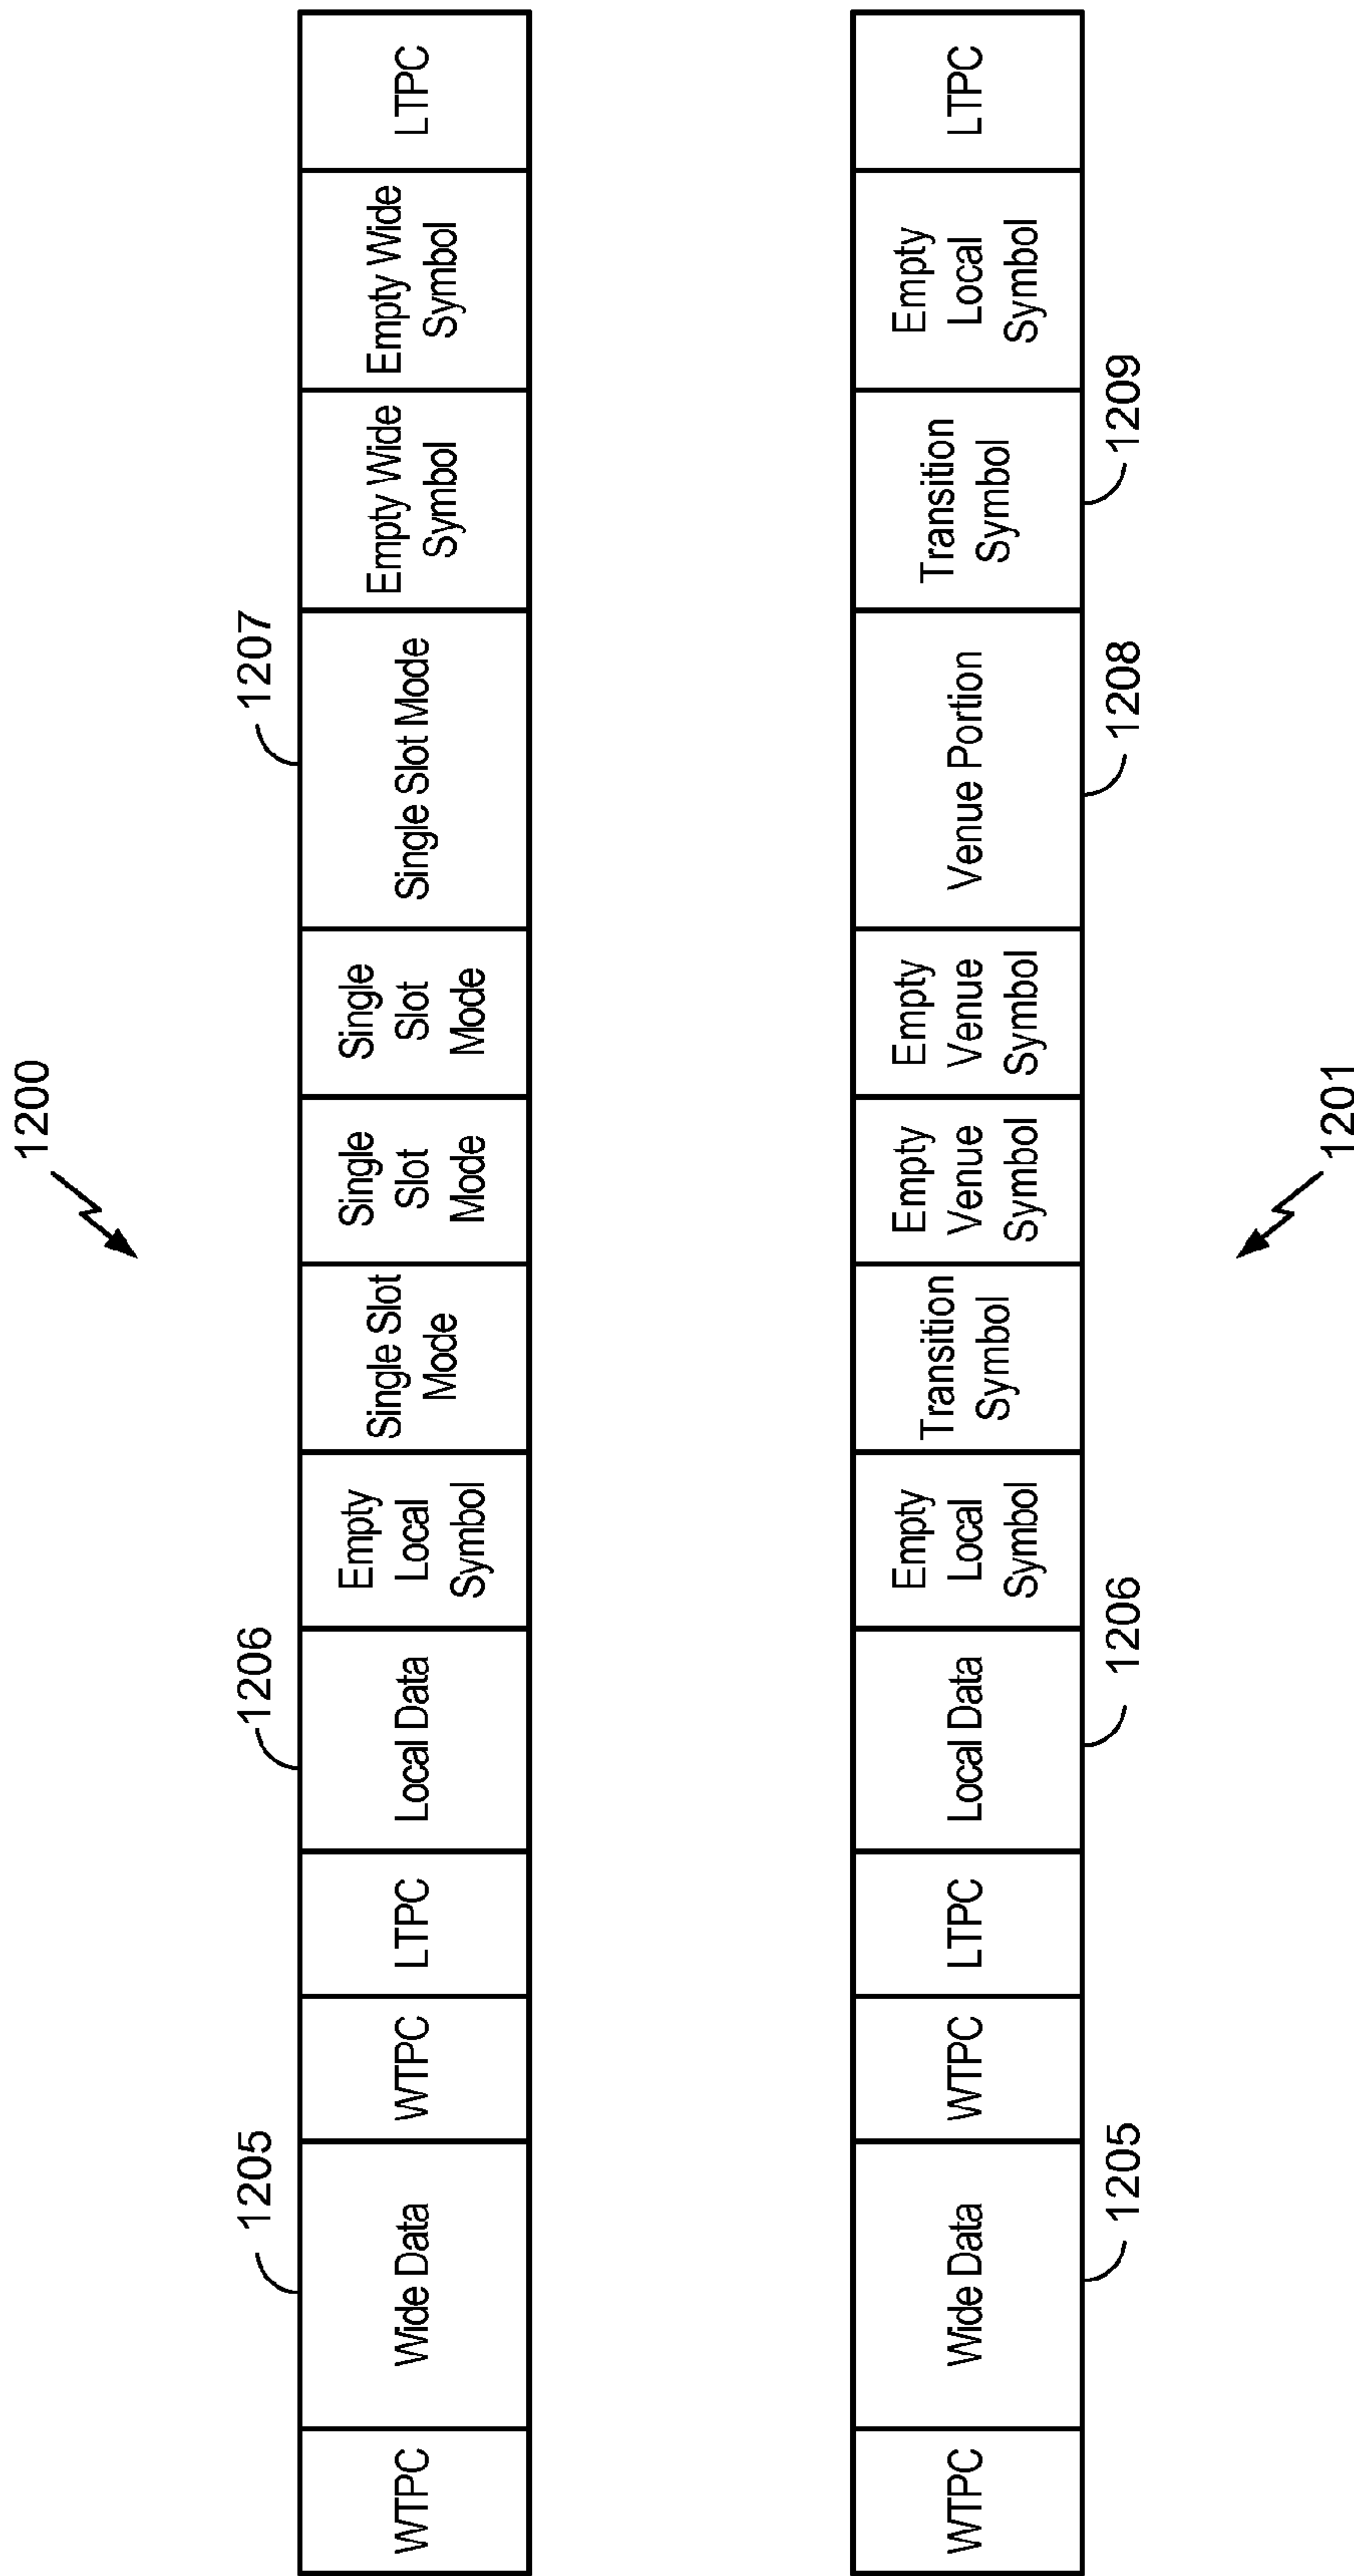 1200
1205
1206
1207
WTPC
Wide Data
WTPC
LTPC
Local Data
Empty
Local
Symbol
Single Slot
Mode
Single
Slot
Mode
Single
Slot
Mode
Single Slot Mode
Empty Wide
Symbol
Empty Wide
Symbol
LTPC
WTPC
Wide Data
WTPC
LTPC
Local Data
Empty
Local
Symbol
Transition
Symbol
Empty
Venue
Symbol
Empty
Venue
Symbol
Venue Portion
Transition
Symbol
Empty
Local
Symbol
LTPC
1205
1206
1208
1209
1201